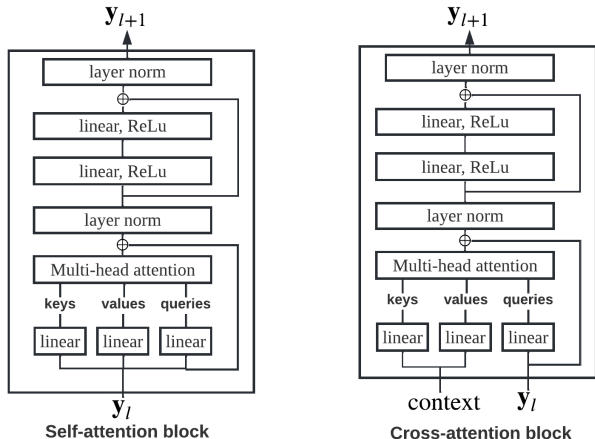 y_{l+1}
layer norm
⊕
linear, ReLu
linear, ReLu
layer norm
⊕
Multi-head attention
keys values queries
linear linear linear
y_l
Self-attention block
y_{l+1}
layer norm
⊕
linear, ReLu
linear, ReLu
layer norm
⊕
Multi-head attention
keys values queries
linear linear linear
context y_l
Cross-attention block